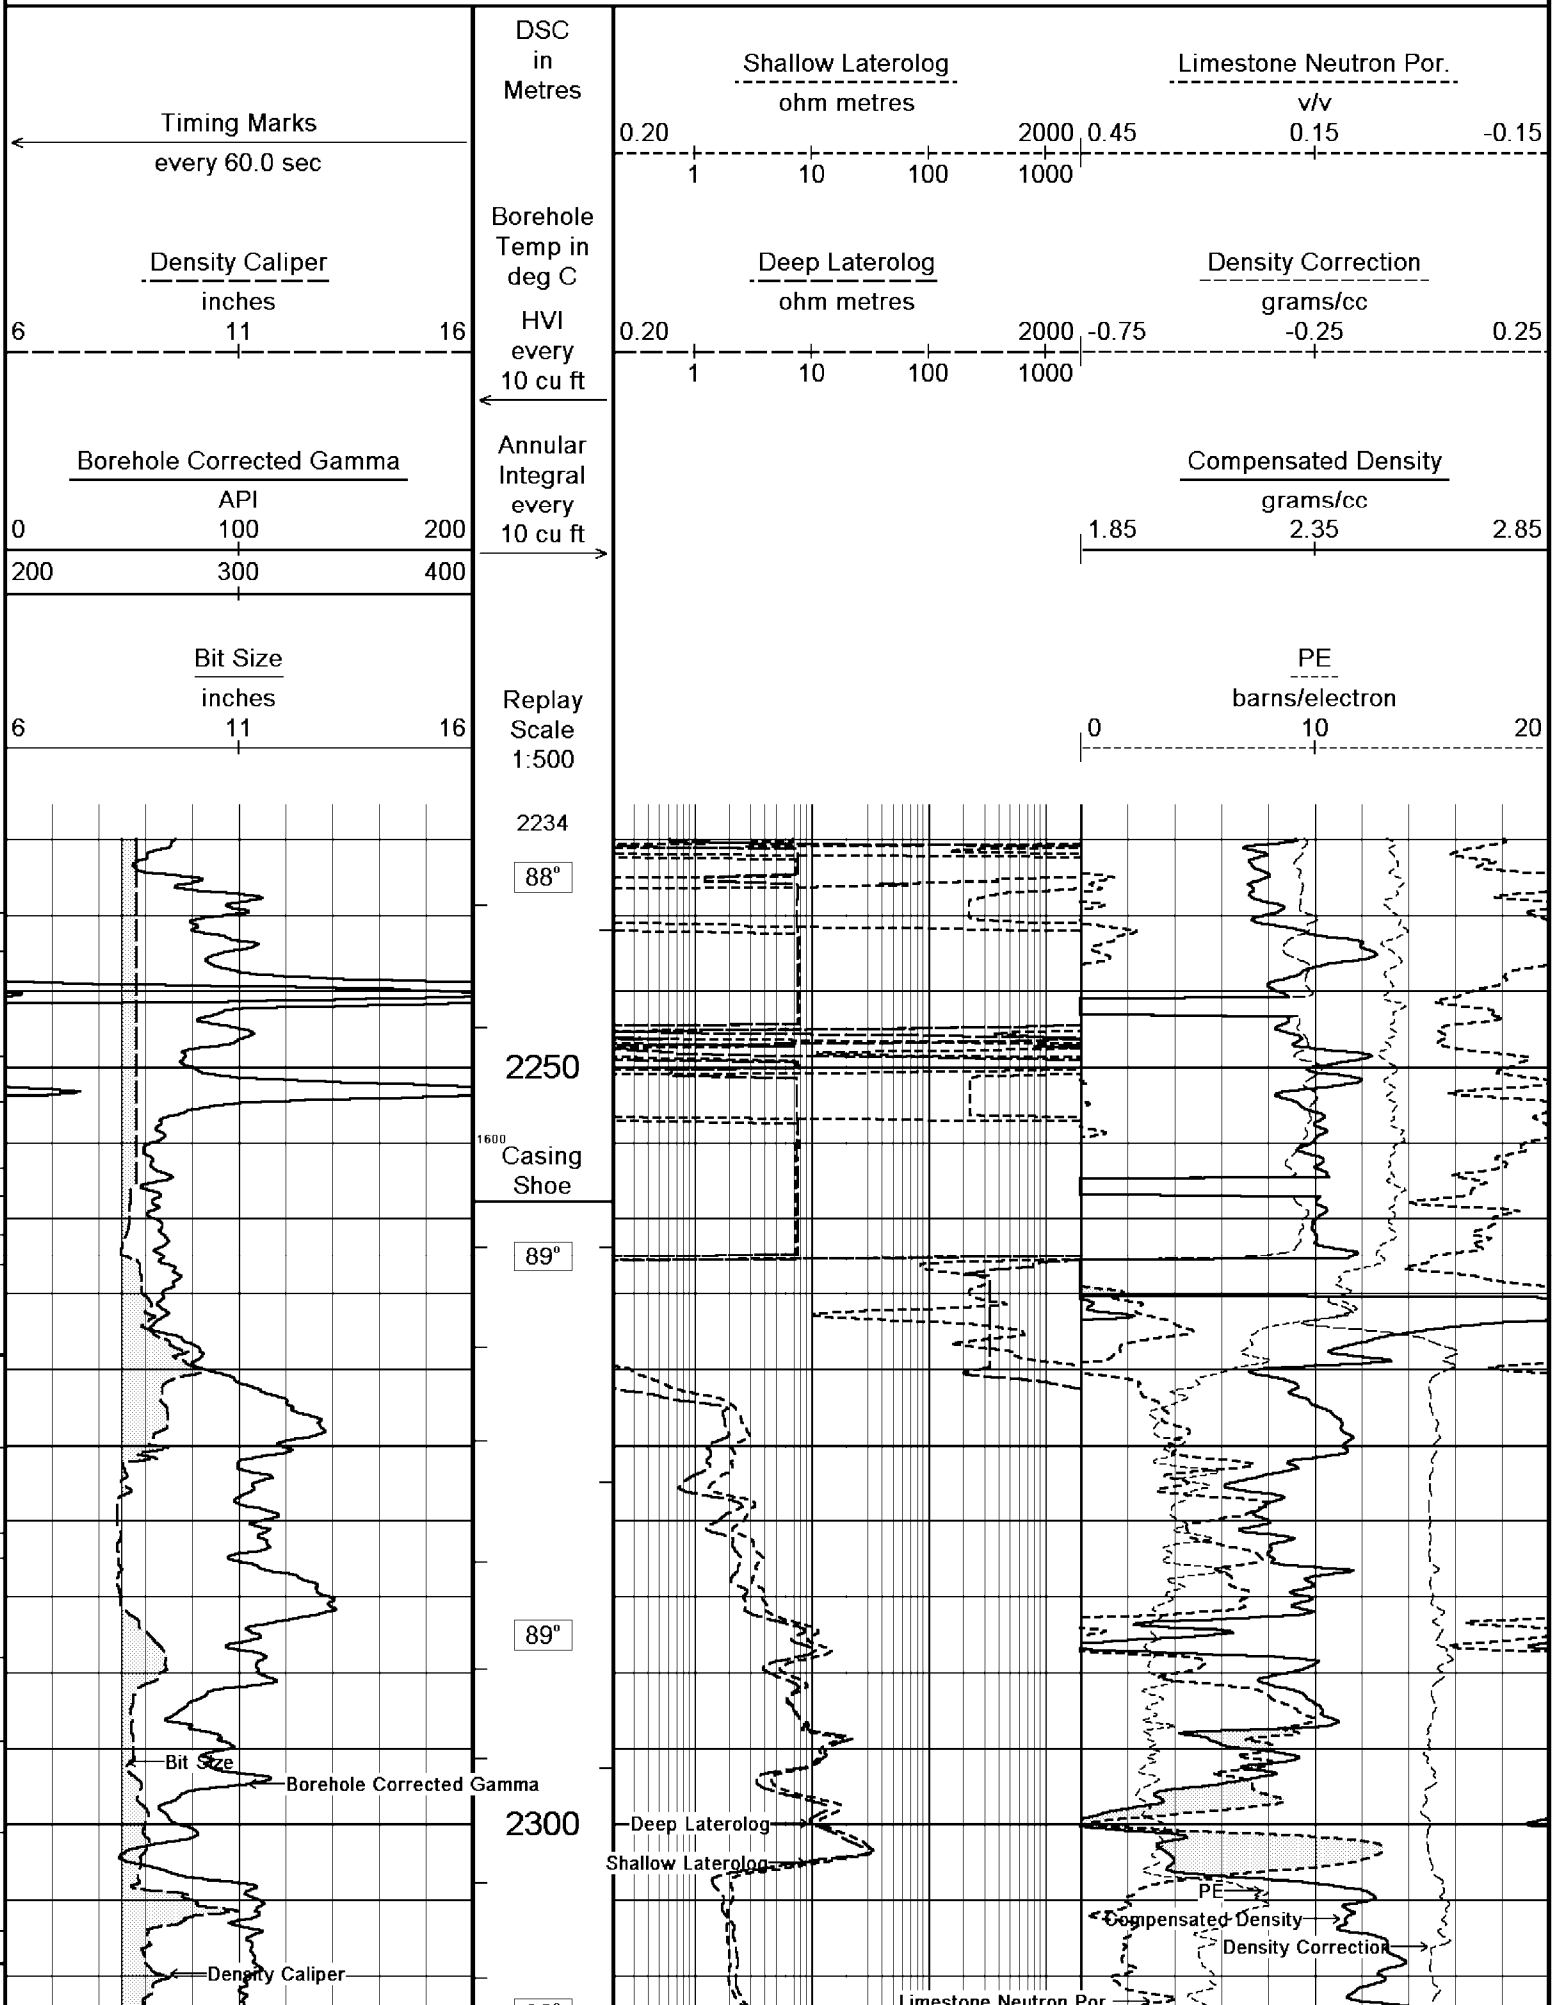 DSC
in
Metres
Shallow Laterolog
ohm metres
0.20 2000
1 10 100 1000
Limestone Neutron Por.
v/v
0.45 0.15 -0.15
Timing Marks
every 60.0 sec
Borehole
Temp in
deg C
Density Caliper
inches
6 11 16
HVI
every
10 cu ft
Deep Laterolog
ohm metres
0.20 2000
1 10 100 1000
Density Correction
grams/cc
-0.75 -0.25 0.25
Annular
Integral
every
10 cu ft
Borehole Corrected Gamma
API
0 100 200
200 300 400
Compensated Density
grams/cc
1.85 2.35 2.85
Bit Size
inches
6 11 16
Replay
Scale
1:500
PE
barns/electron
0 10 20
2234
88°
2250
1600
Casing
Shoe
89°
89°
Bit Size
Borehole Corrected Gamma
2300
Deep Laterolog
Shallow Laterolog
PE
Compensated Density
Density Correction
Density Caliper
Limestone Neutron Por.